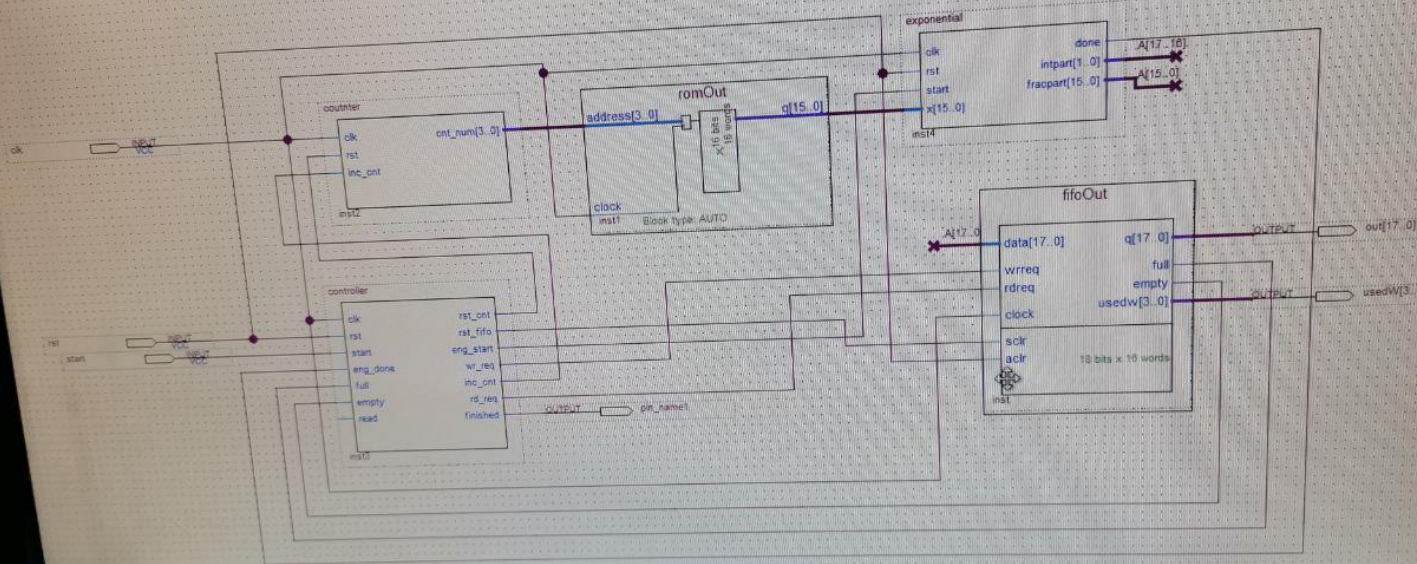 exponential
clk
rst
start
x[15..0]
done
intpart[1..0]
fracpart[15..0]
inst4
A[17..16]
A[15..0]
coutnter
clk
rst
inc_cnt
cnt_num[3..0]
inst2
romOut
address[3..0]
q[15..0]
16 bits x
16 words
clock
inst1
Block type: AUTO
clk
INPUT
VCC
fifoOut
A[17..0
data[17..0]
wrreq
rdreq
clock
sclr
aclr
q[17..0]
full
empty
usedw[3..0]
18 bits x 16 words
inst
OUTPUT
out[17..0]
OUTPUT
usedW[3..
controller
clk
rst
start
eng_done
full
empty
read
rst_cnt
rst_fifo
eng_start
wr_req
inc_cnt
rd_req
finished
inst3
rst
INPUT
VCC
start
INPUT
VCC
OUTPUT
pin_name1